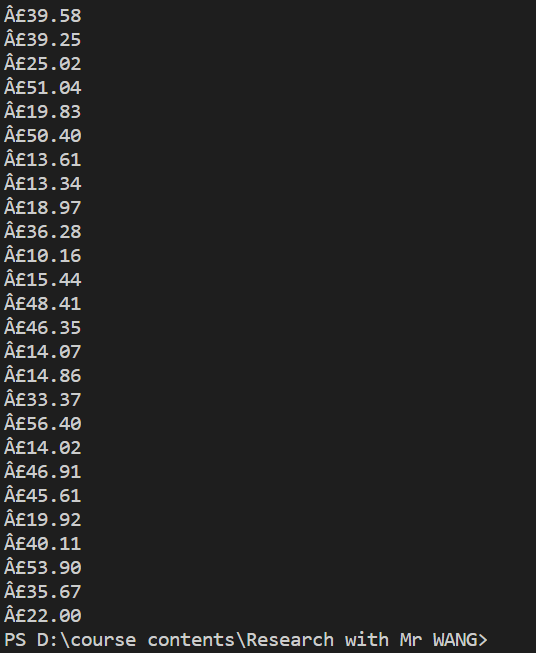 Â£39.58
Â£39.25
Â£25.02
Â£51.04
Â£19.83
Â£50.40
Â£13.61
Â£13.34
Â£18.97
Â£36.28
Â£10.16
Â£15.44
Â£48.41
Â£46.35
Â£14.07
Â£14.86
Â£33.37
Â£56.40
Â£14.02
Â£46.91
Â£45.61
Â£19.92
Â£40.11
Â£53.90
Â£35.67
Â£22.00
PS D:\course contents\Research with Mr WANG>